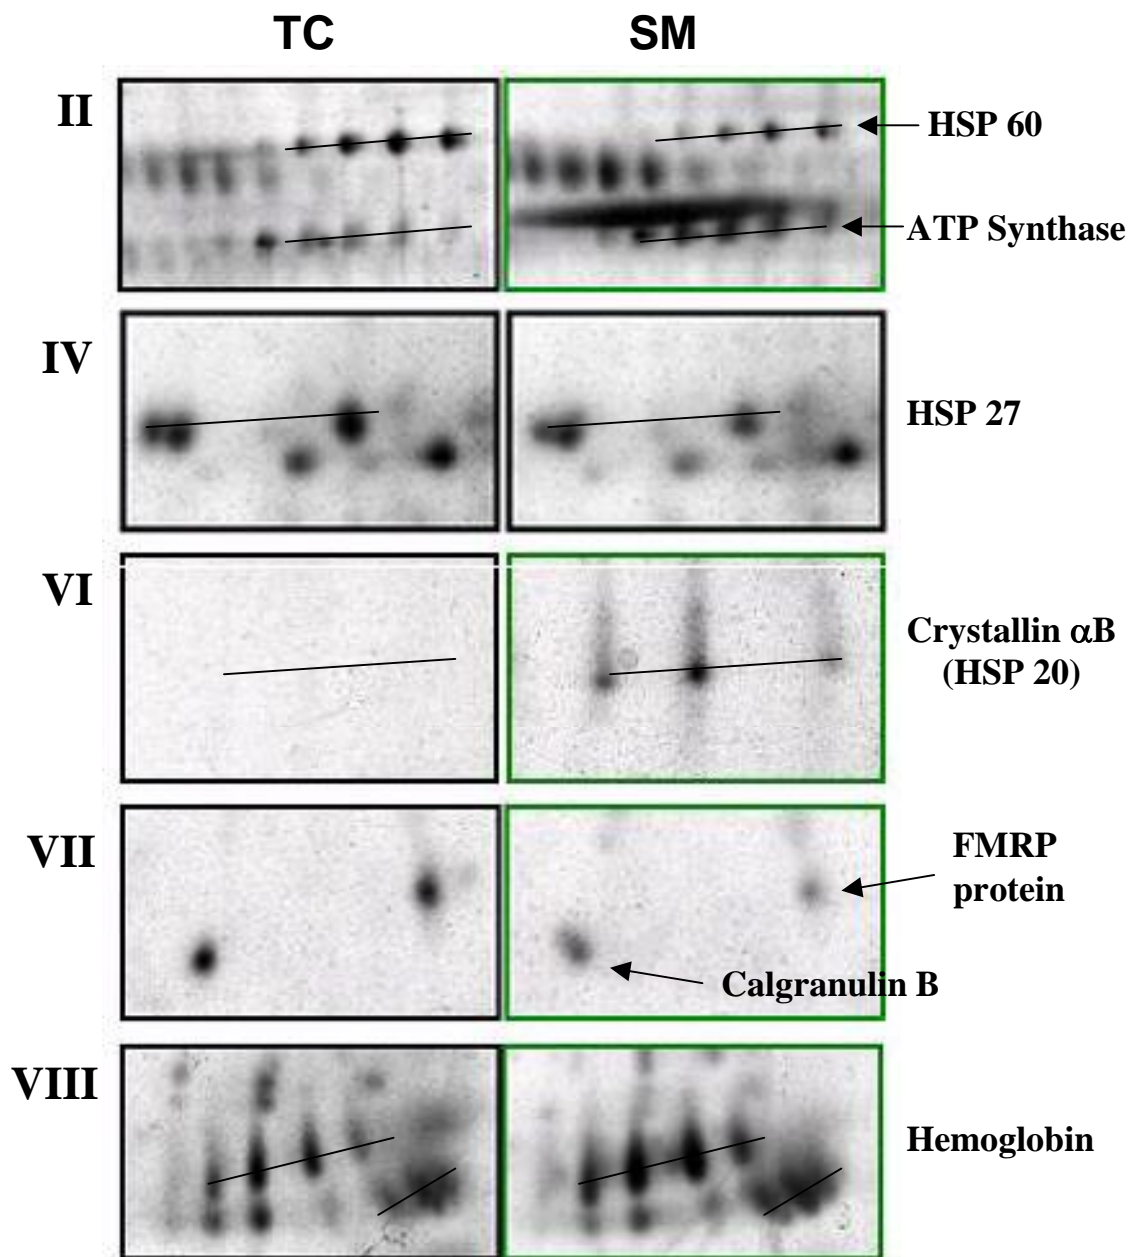 TC SM
II
HSP 60
ATP Synthase
IV
HSP 27
VI
Crystallin αB
(HSP 20)
VII
FMRP
protein
Calgranulin B
VIII
Hemoglobin